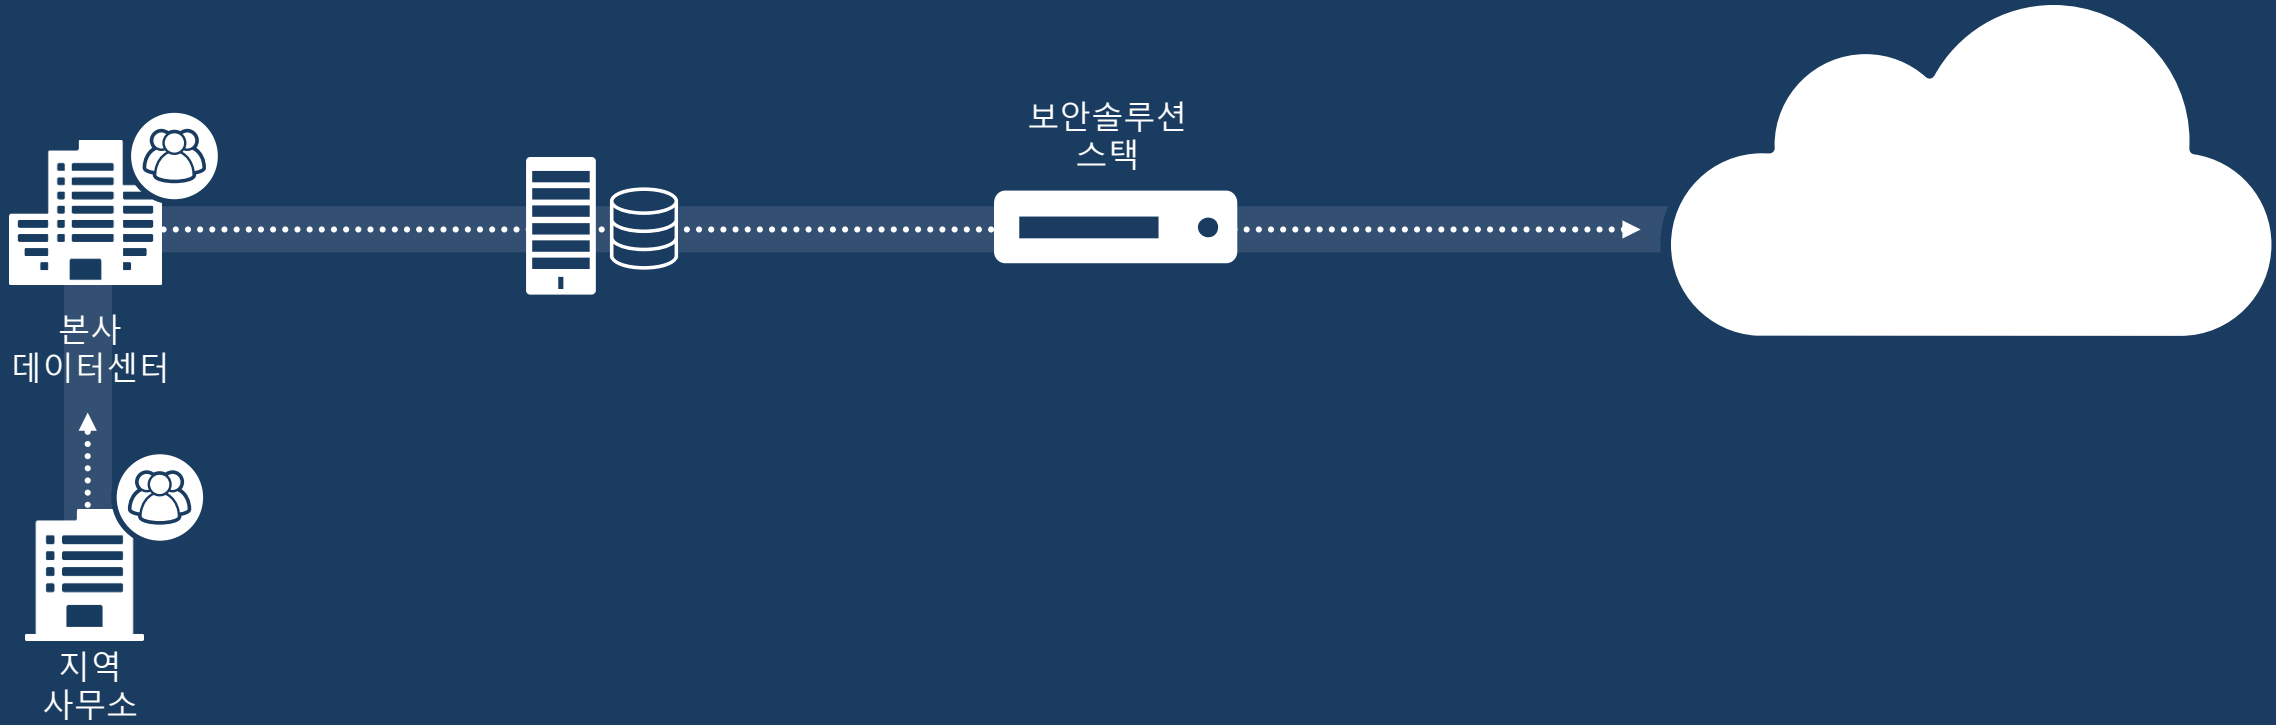 보안솔루션
스택
본사
데이터센터
지역
사무소